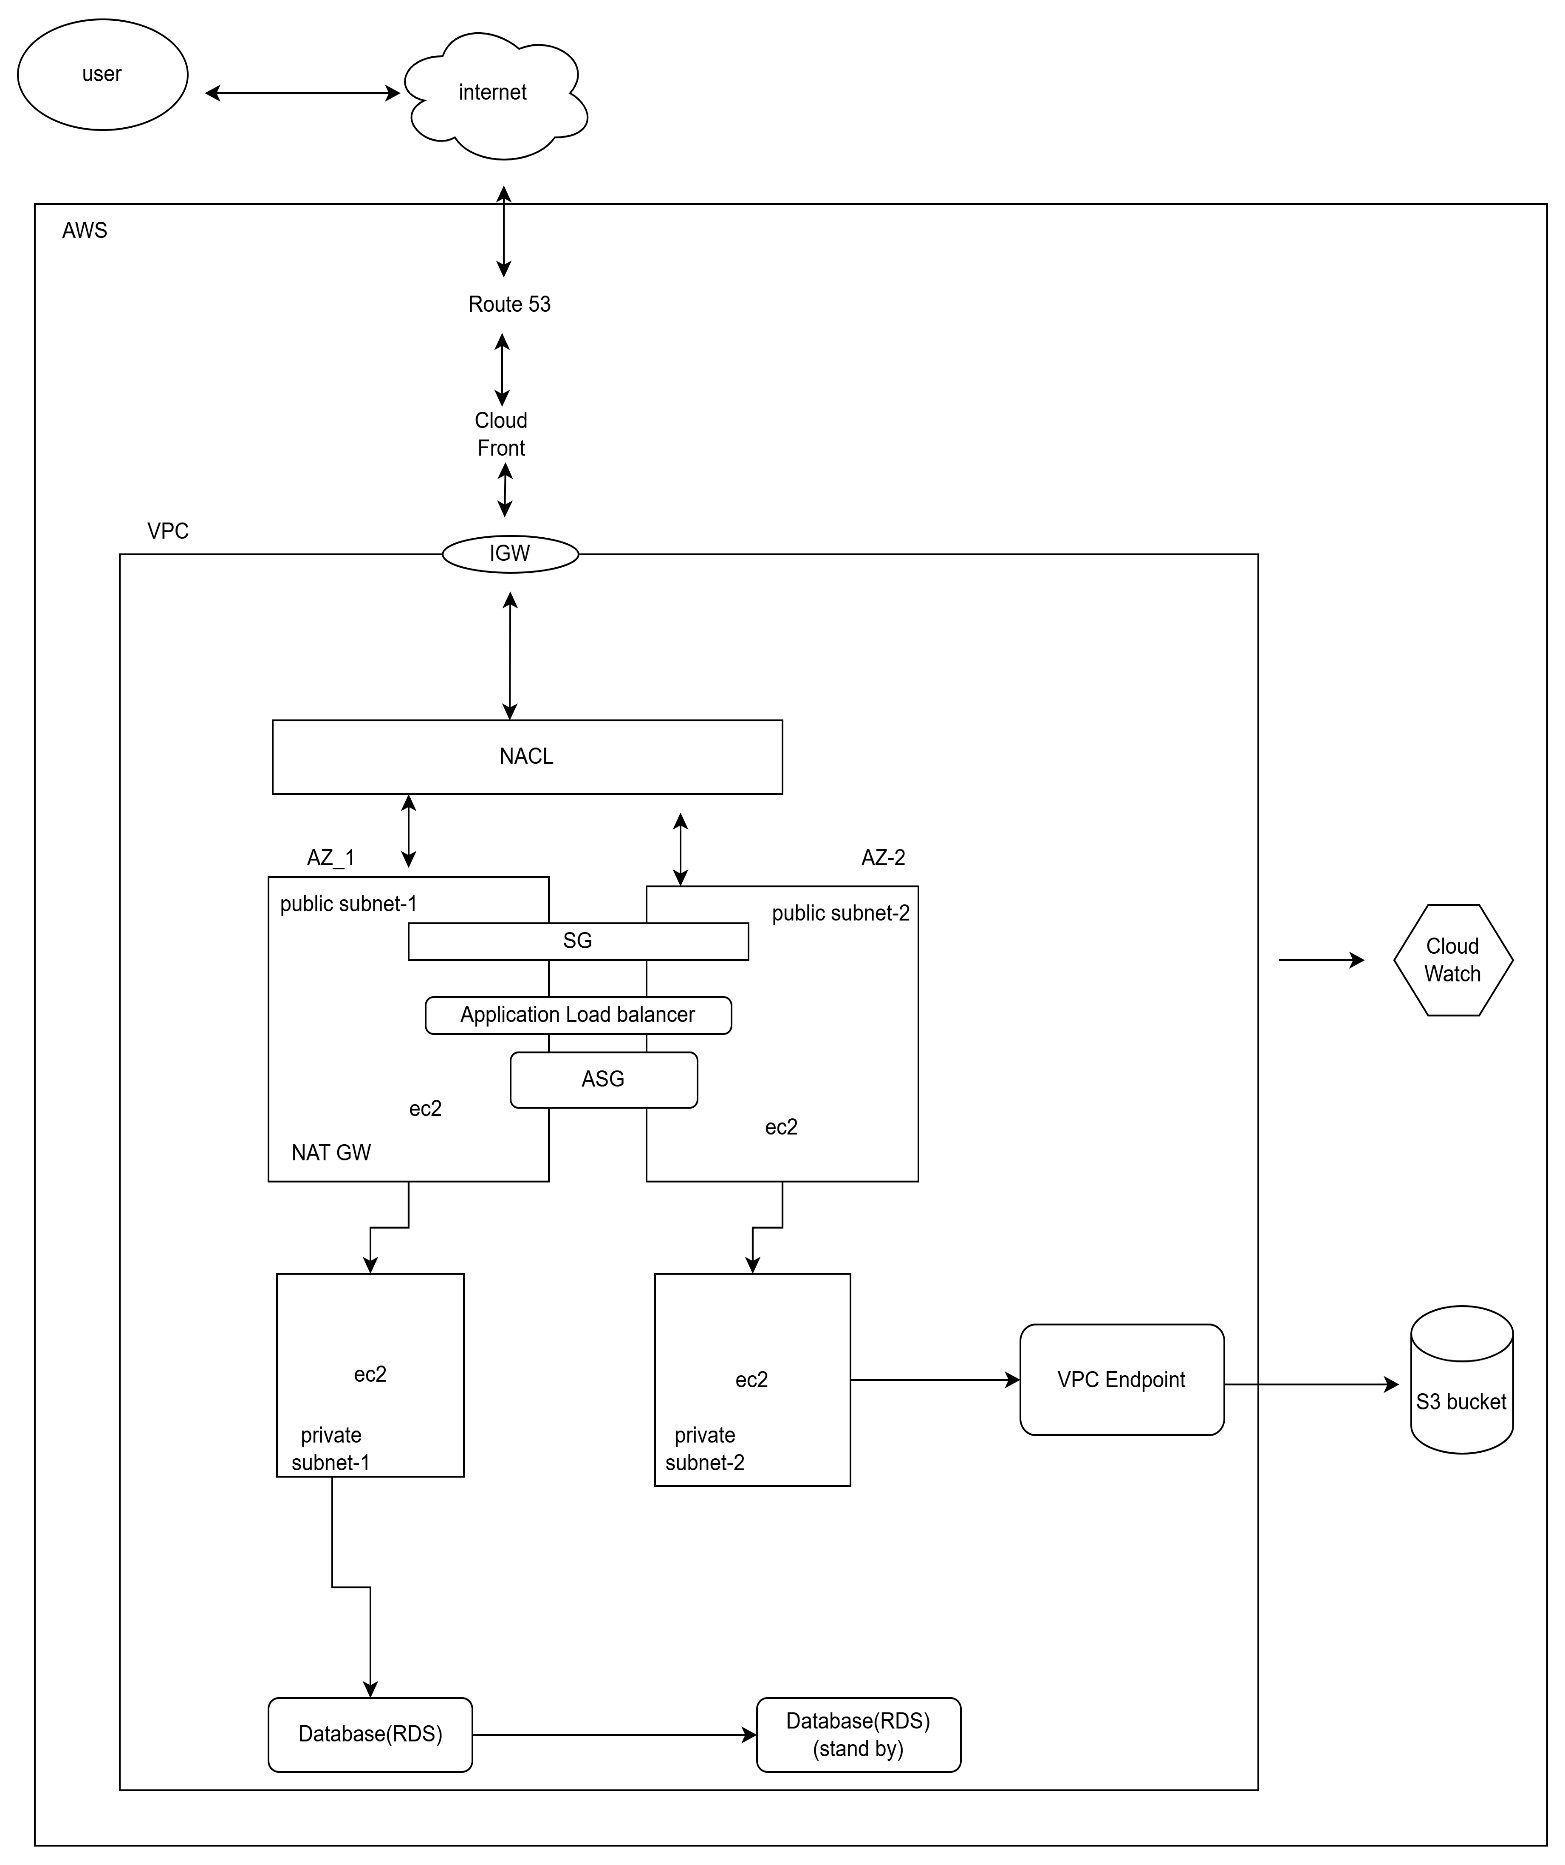 user
internet
AWS
Route 53
Cloud
Front
VPC
IGW
NACL
AZ_1
AZ-2
public subnet-1
public subnet-2
SG
Cloud
Watch
Application Load balancer
ASG
ec2
ec2
NAT GW
ec2
private
subnet-1
ec2
private
subnet-2
VPC Endpoint
S3 bucket
Database(RDS)
Database(RDS)
(stand by)